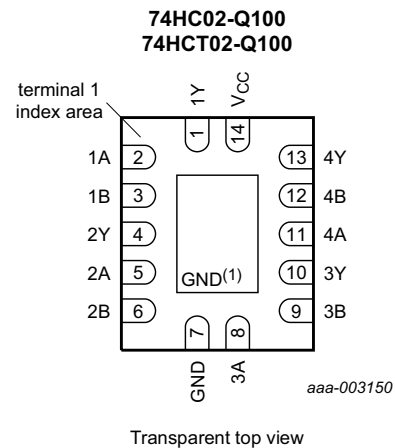 74HC02-Q100
74HCT02-Q100
terminal 1
index area
1Y
VCC
1
14
1A 2 13 4Y
1B 3 12 4B
2Y 4 11 4A
2A 5 10 3Y
GND(1)
2B 6 9 3B
7
8
GND
3A
aaa-003150
Transparent top view